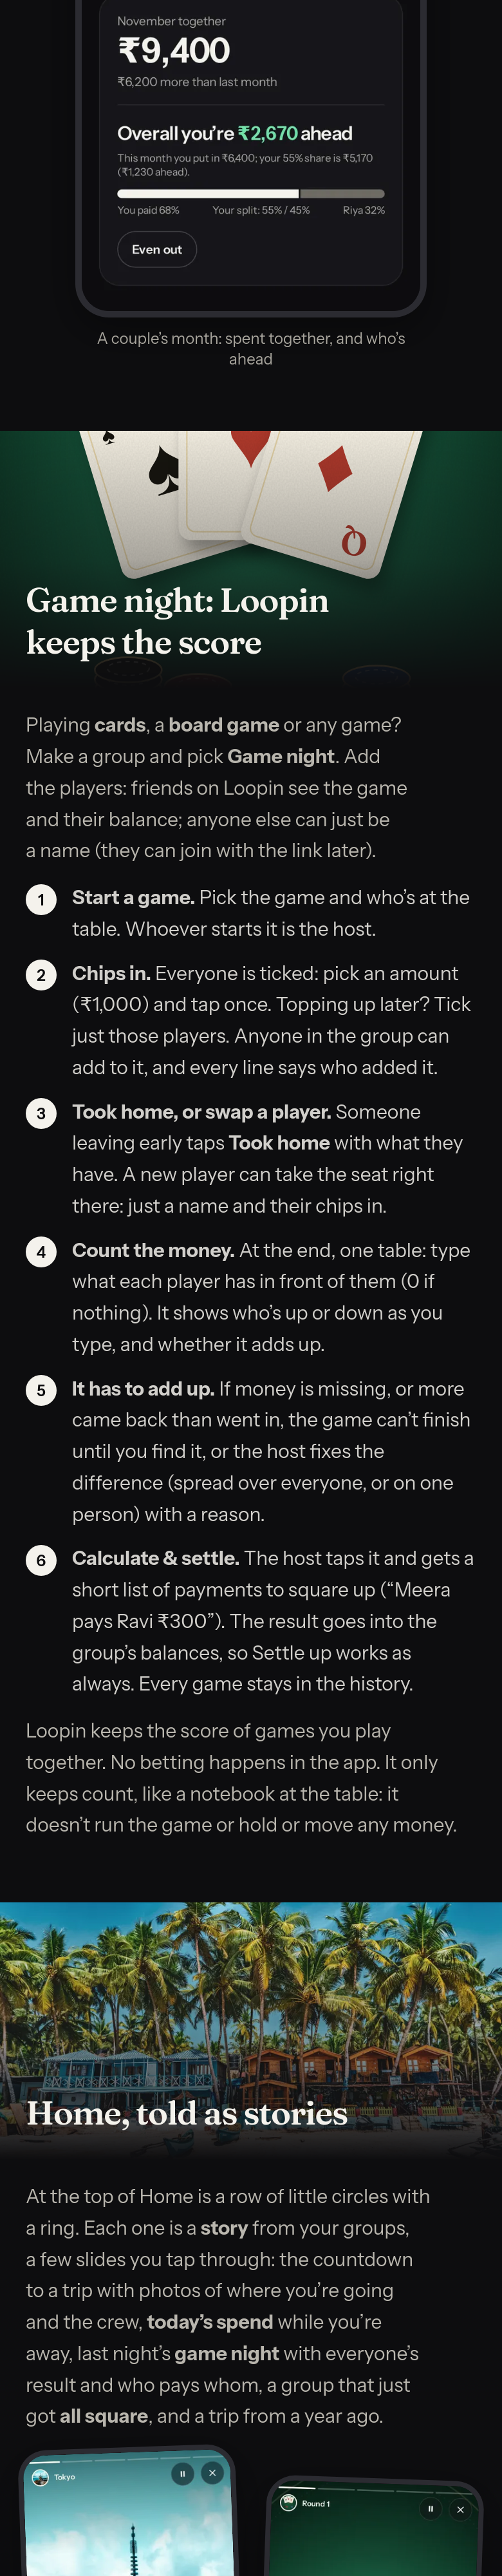 November together
₹9,400
₹6,200 more than last month
Overall you’re ₹2,670 ahead
This month you put in ₹6,400; your 55% share is ₹5,170
(₹1,230 ahead).
You paid 68% Your split: 55% / 45% Riya 32%
Even out
A couple’s month: spent together, and who’s
ahead
Q
Game night: Loopin
keeps the score
Playing cards, a board game or any game?
Make a group and pick Game night. Add
the players: friends on Loopin see the game
and their balance; anyone else can just be
a name (they can join with the link later).
1 Start a game. Pick the game and who’s at the
table. Whoever starts it is the host.
2 Chips in. Everyone is ticked: pick an amount
(₹1,000) and tap once. Topping up later? Tick
just those players. Anyone in the group can
add to it, and every line says who added it.
3 Took home, or swap a player. Someone
leaving early taps Took home with what they
have. A new player can take the seat right
there: just a name and their chips in.
4 Count the money. At the end, one table: type
what each player has in front of them (0 if
nothing). It shows who’s up or down as you
type, and whether it adds up.
5 It has to add up. If money is missing, or more
came back than went in, the game can’t finish
until you find it, or the host fixes the
difference (spread over everyone, or on one
person) with a reason.
6 Calculate & settle. The host taps it and gets a
short list of payments to square up (“Meera
pays Ravi ₹300”). The result goes into the
group’s balances, so Settle up works as
always. Every game stays in the history.
Loopin keeps the score of games you play
together. No betting happens in the app. It only
keeps count, like a notebook at the table: it
doesn’t run the game or hold or move any money.
Home, told as stories
At the top of Home is a row of little circles with
a ring. Each one is a story from your groups,
a few slides you tap through: the countdown
to a trip with photos of where you’re going
and the crew, today’s spend while you’re
away, last night’s game night with everyone’s
result and who pays whom, a group that just
got all square, and a trip from a year ago.
Tokyo
Round 1